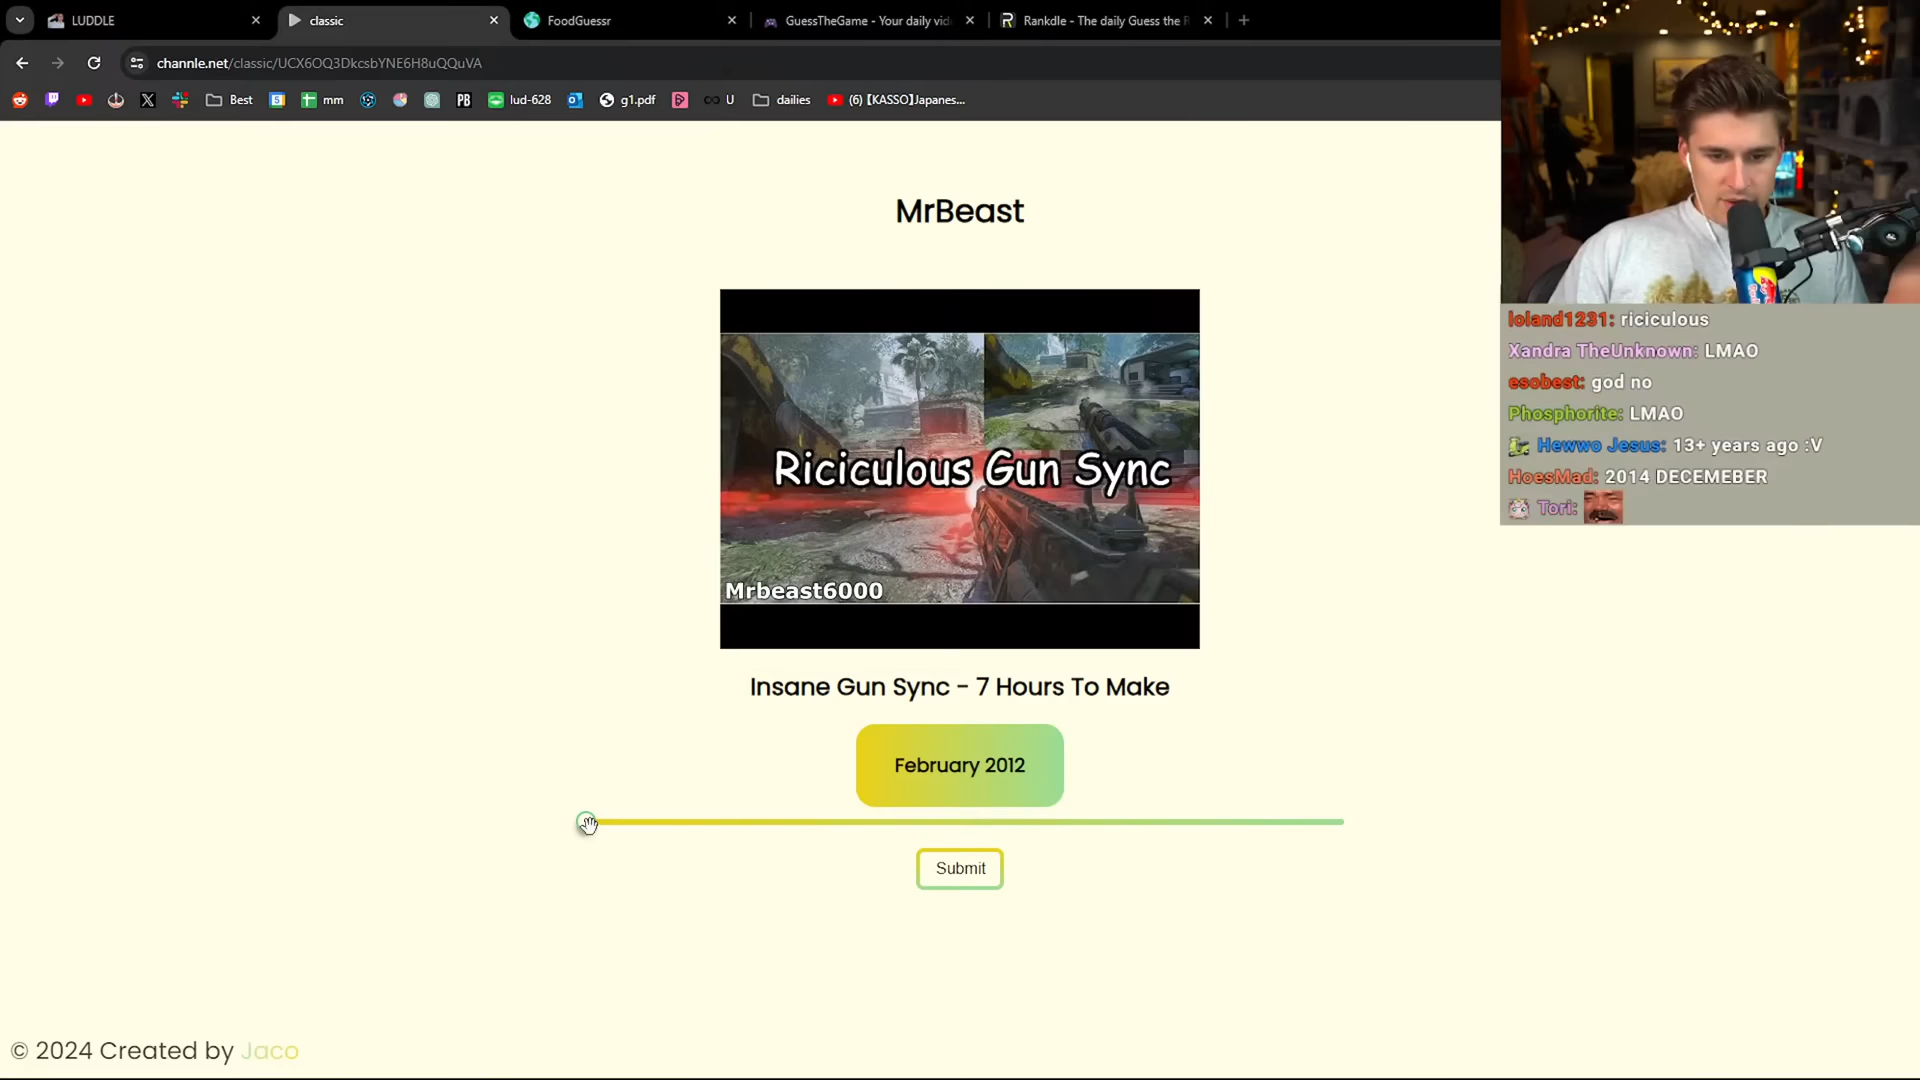 LUDDLE
classic
FoodGuessr
GuessTheGame - Your daily vid
Rankdle - The daily Guess the R
channle.net/classic/UCX6OQ3DkcsbYNE6H8uQQuVA
Best
5
mm
PB
lud-628
g1.pdf
U
dailies
(6) 【KASSO】Japanes...
MrBeast
Riciculous Gun Sync
Mrbeast6000
Insane Gun Sync - 7 Hours To Make
February 2012
Submit
© 2024 Created by Jaco
loland1231: riciculous
Xandra TheUnknown: LMAO
esobest: god no
Phosphorite: LMAO
Hewwo Jesus: 13+ years ago :V
HoesMad: 2014 DECEMEBER
Tori: